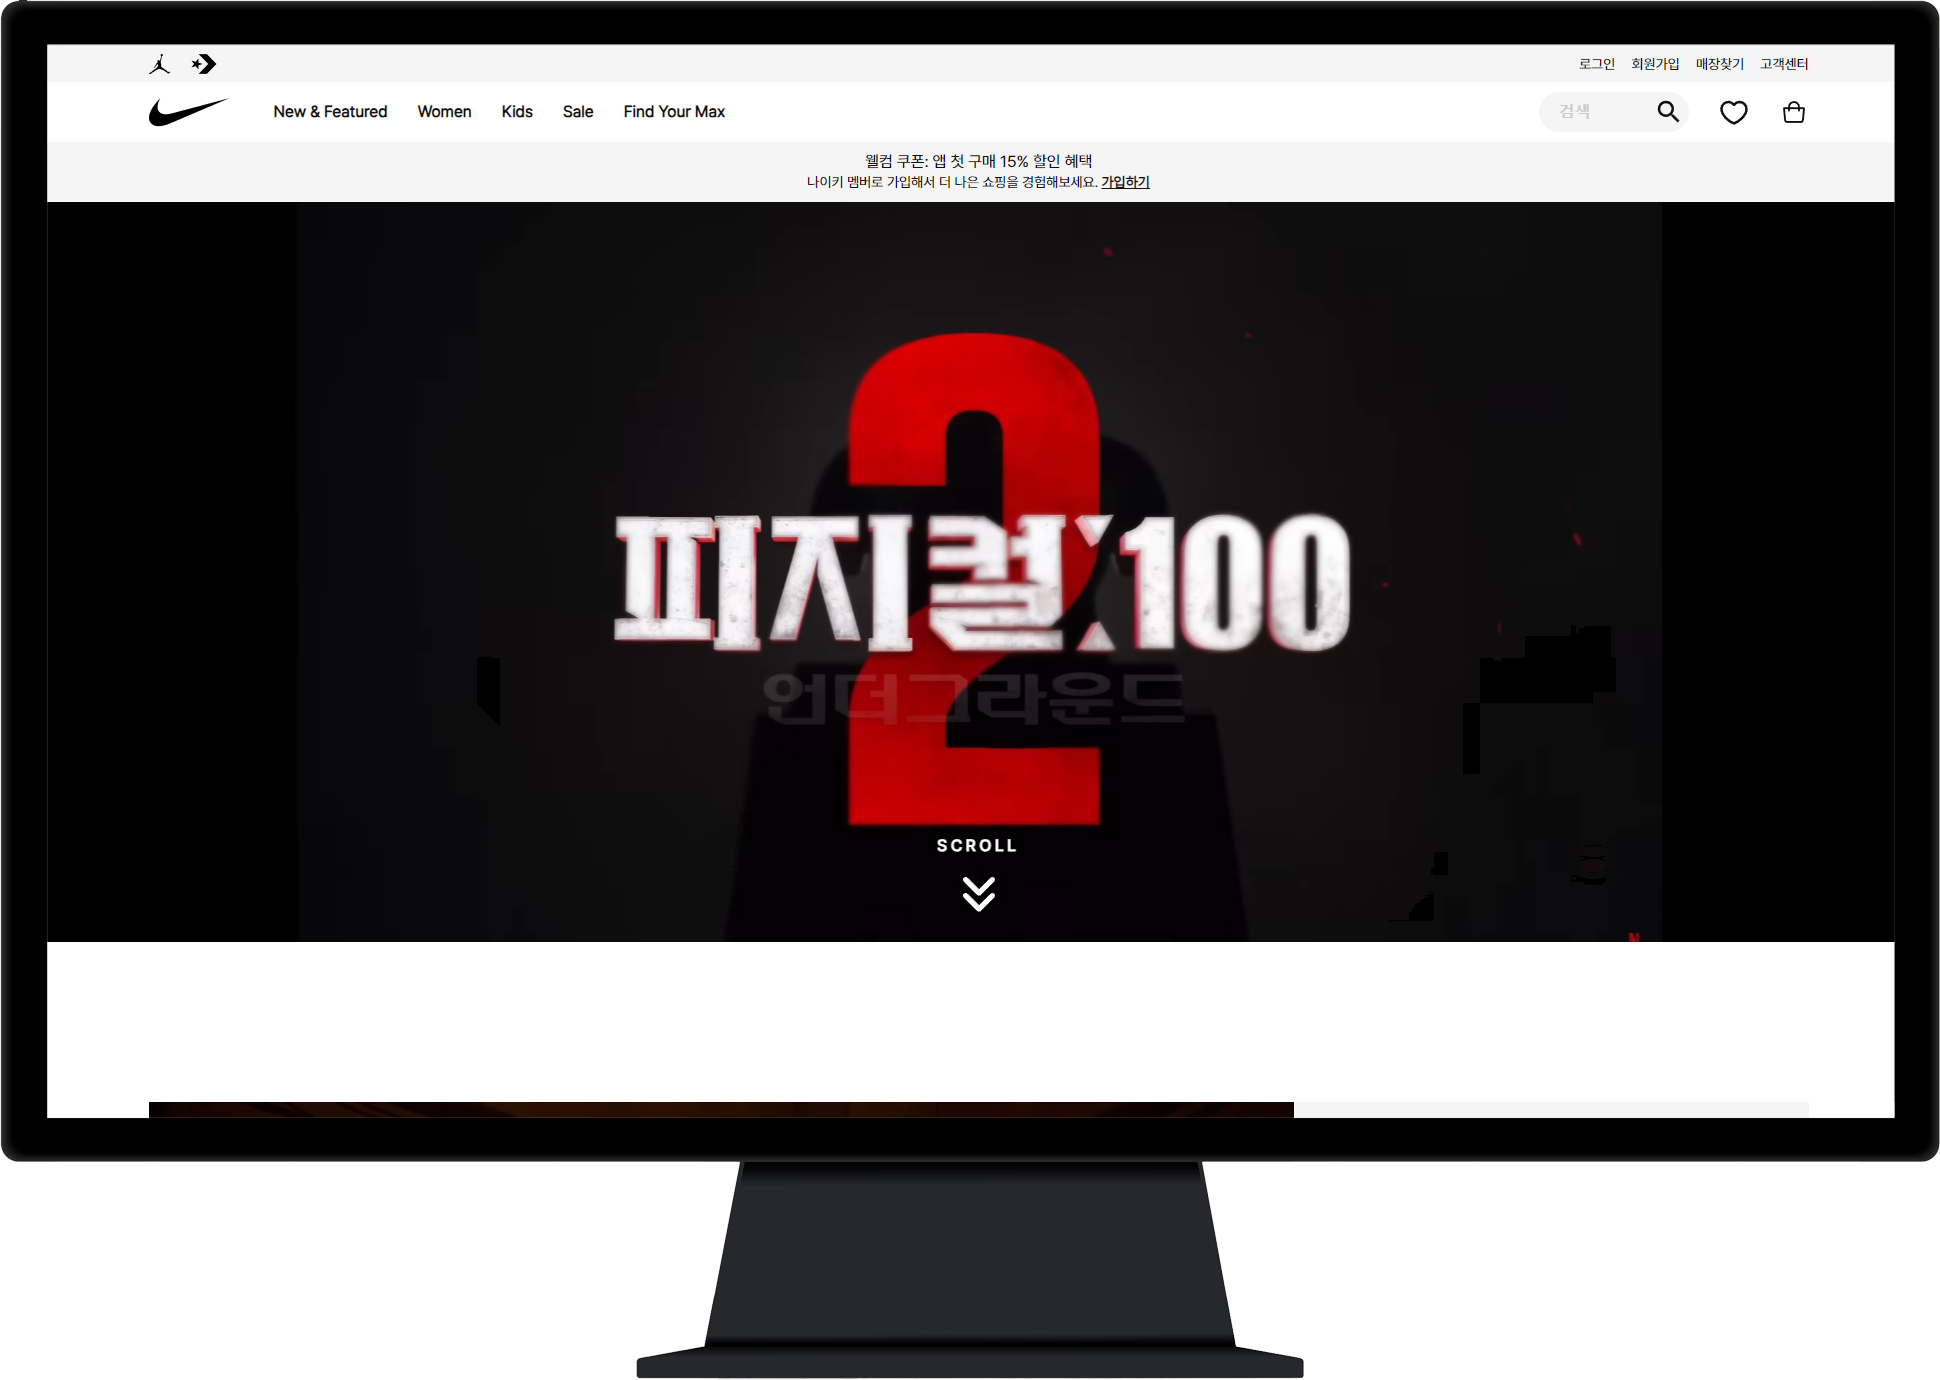 로그인 회원가입 매장찾기 고객센터
New & Featured Women Kids Sale Find Your Max 검색
웰컴 쿠폰: 앱 첫 구매 15% 할인 혜택
나이키 멤버로 가입해서 더 나은 쇼핑을 경험해보세요. 가입하기
2
피지컬:100
언더그라운드
SCROLL
N